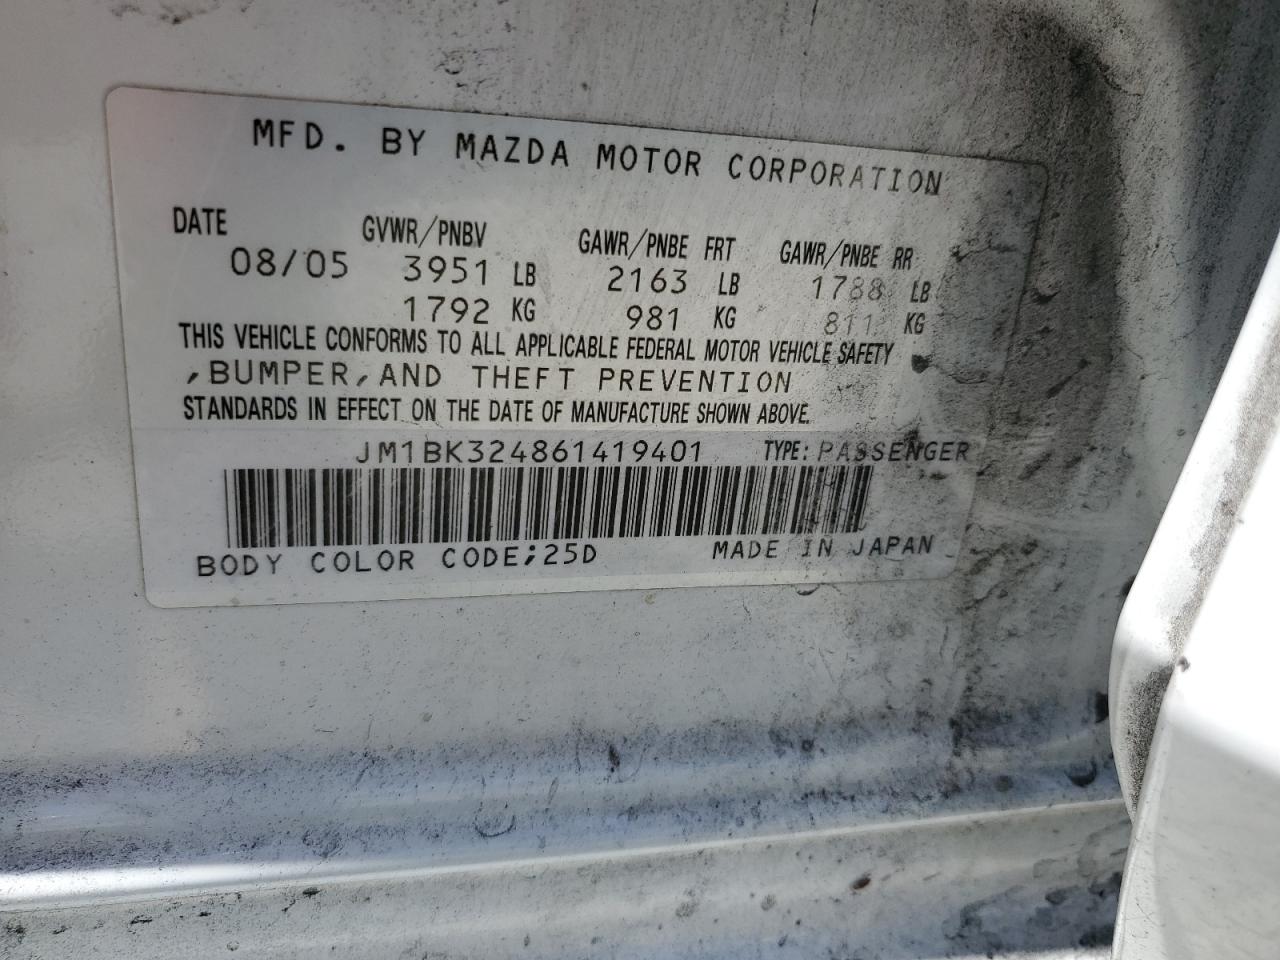 MFD. BY MAZDA MOTOR CORPORATION
DATE GVWR/PNBV GAWR/PNBE FRT GAWR/PNBE RR
08/05 3951 LB 2163 LB 1788 LB
1792 KG 981 KG 811 KG
THIS VEHICLE CONFORMS TO ALL APPLICABLE FEDERAL MOTOR VEHICLE SAFETY
,BUMPER,AND THEFT PREVENTION
STANDARDS IN EFFECT ON THE DATE OF MANUFACTURE SHOWN ABOVE.
JM1BK324861419401 TYPE: PASSENGER
BODY COLOR CODE;25D MADE IN JAPAN